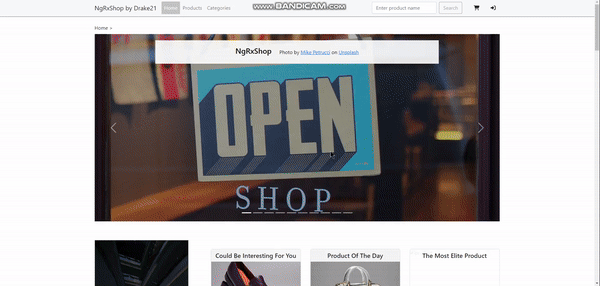 WWW.BANDICAM.COM
NgRxShop by Drake21 Home Products Categories Enter product name Search
Home >
NgRxShop Photo by Mike Petrucci on Unsplash
OPEN
SHOP
Could Be Interesting For You Product Of The Day The Most Elite Product